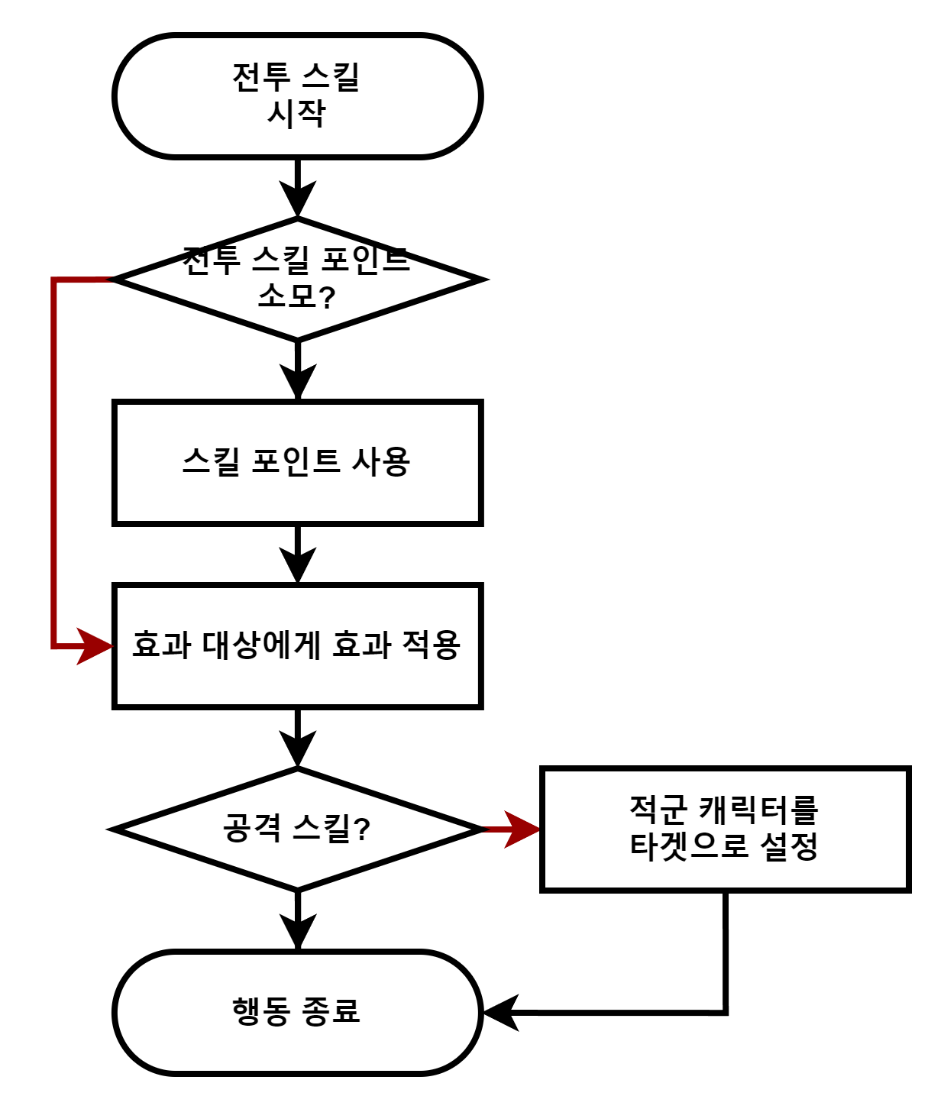 전투 스킬
시작
전투 스킬 포인트
소모?
스킬 포인트 사용
효과 대상에게 효과 적용
공격 스킬?
적군 캐릭터를
타겟으로 설정
행동 종료